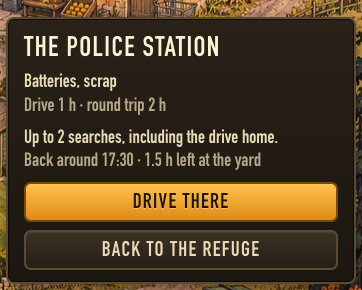 THE POLICE STATION
Batteries, scrap
Drive 1 h · round trip 2 h
Up to 2 searches, including the drive home.
Back around 17:30 · 1.5 h left at the yard
DRIVE THERE
BACK TO THE REFUGE